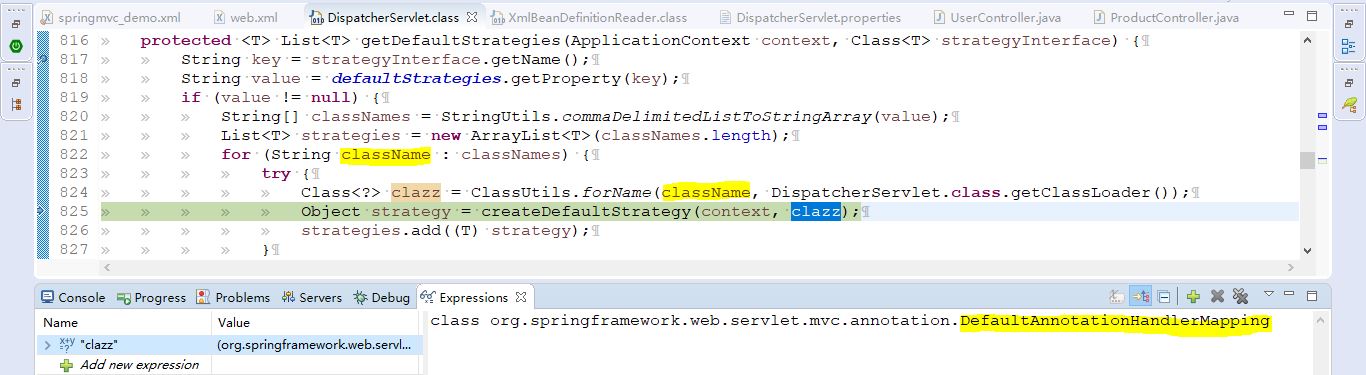 springmvc_demo.xml web.xml DispatcherServlet.class XmlBeanDefinitionReader.class DispatcherServlet.properties UserController.java ProductController.java
816 » protected·<T>·List<T>·getDefaultStrategies(ApplicationContext·context,·Class<T>·strategyInterface)·{¶
817 » » String·key·=·strategyInterface.getName();¶
818 » » String·value·=·defaultStrategies.getProperty(key);¶
819 » » if·(value·!=·null)·{¶
820 » » » String[]·classNames·=·StringUtils.commaDelimitedListToStringArray(value);¶
821 » » » List<T>·strategies·=·new·ArrayList<T>(classNames.length);¶
822 » » » for·(String·className·:·classNames)·{¶
823 » » » » try·{¶
824 » » » » » Class<?>·clazz·=·ClassUtils.forName(className,·DispatcherServlet.class.getClassLoader());¶
825 » » » » » Object·strategy·=·createDefaultStrategy(context,·clazz);¶
826 » » » » » strategies.add((T)·strategy);¶
827 » » » » }¶
Console Progress Problems Servers Debug Expressions
Name Value
"clazz" (org.springframework.web.servl...
Add new expression
class org.springframework.web.servlet.mvc.annotation.DefaultAnnotationHandlerMapping